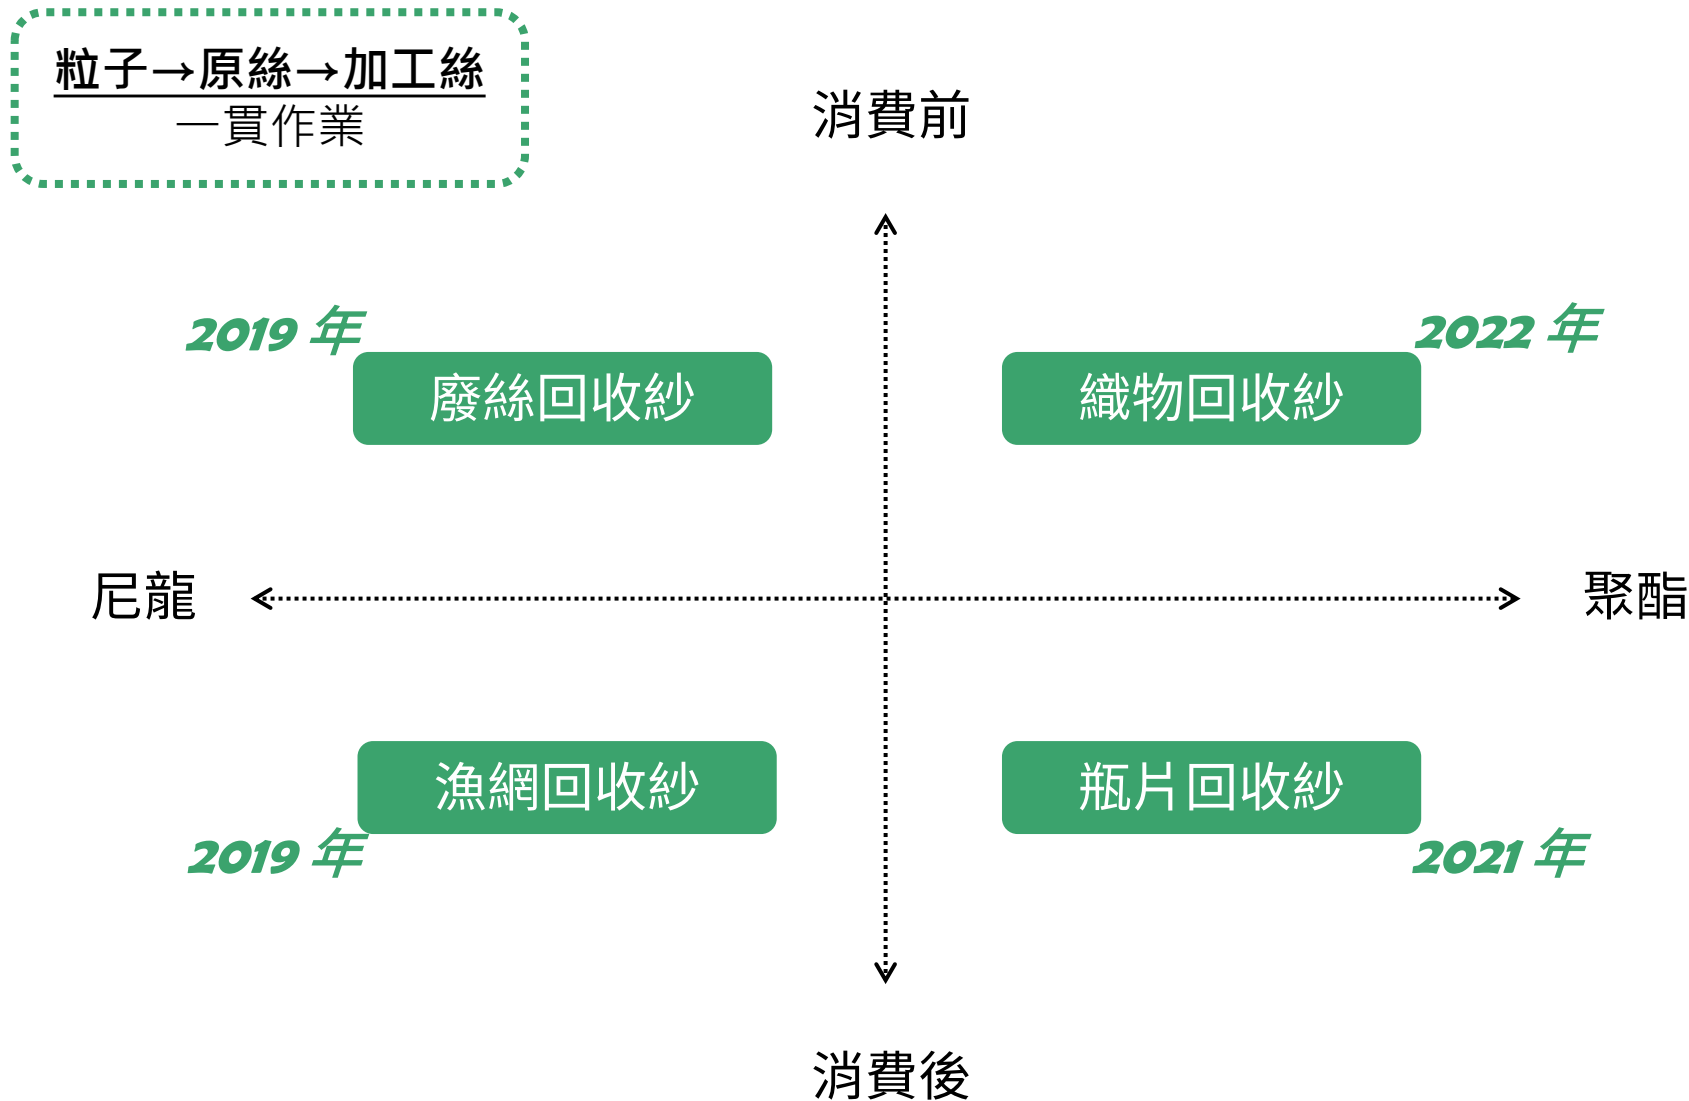 粒子→原絲→加工絲
一貫作業
消費前
2019 年
2022 年
廢絲回收紗
織物回收紗
尼龍
聚酯
漁網回收紗
瓶片回收紗
2019 年
2021 年
消費後